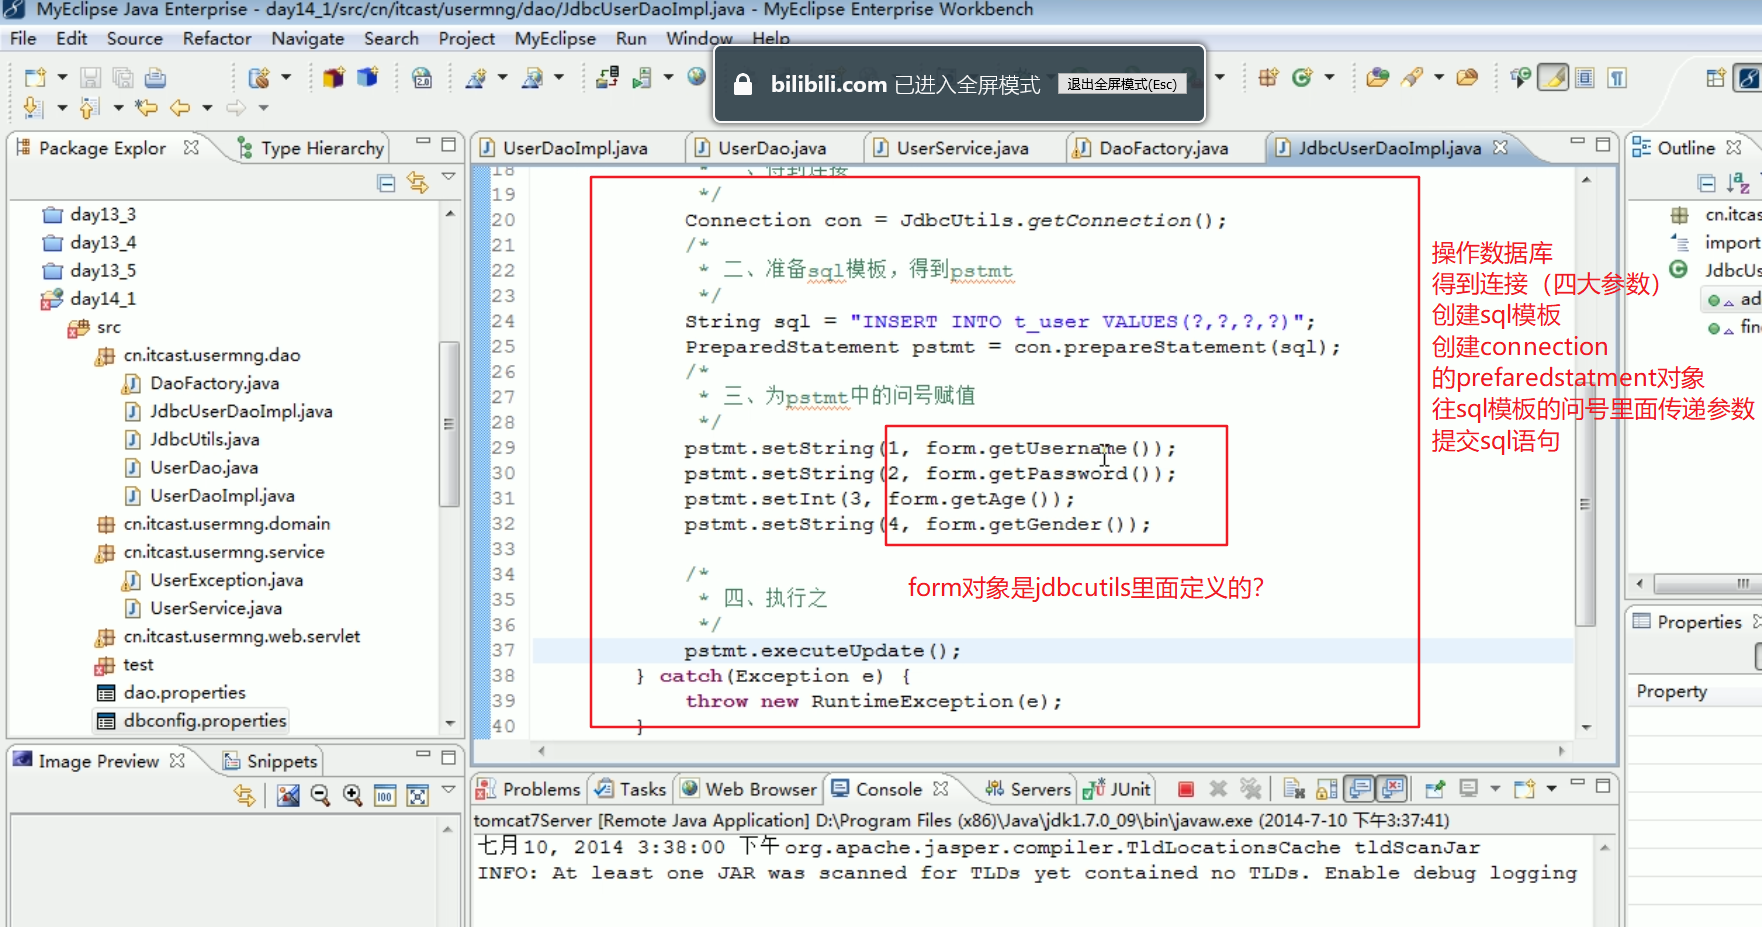 MyEclipse Java Enterprise - day14_1/src/cn/itcast/usermng/dao/JdbcUserDaoImpl.java - MyEclipse Enterprise Workbench
File Edit Source Refactor Navigate Search Project MyEclipse Run Window Help
bilibili.com 已进入全屏模式 退出全屏模式(Esc)
Package Explor
Type Hierarchy
day13_3
day13_4
day13_5
day14_1
src
cn.itcast.usermng.dao
DaoFactory.java
JdbcUserDaoImpl.java
JdbcUtils.java
UserDao.java
UserDaoImpl.java
cn.itcast.usermng.domain
cn.itcast.usermng.service
UserException.java
UserService.java
cn.itcast.usermng.web.servlet
test
dao.properties
dbconfig.properties
Image Preview
Snippets
UserDaoImpl.java UserDao.java UserService.java DaoFactory.java JdbcUserDaoImpl.java
18 * 一、得到连接
19 */
20 Connection con = JdbcUtils.getConnection();
21 /*
22 * 二、准备sql模板，得到pstmt
23 */
24 String sql = "INSERT INTO t_user VALUES(?,?,?,?)";
25 PreparedStatement pstmt = con.prepareStatement(sql);
26 /*
27 * 三、为pstmt中的问号赋值
28 */
29 pstmt.setString(1, form.getUsername());
30 pstmt.setString(2, form.getPassword());
31 pstmt.setInt(3, form.getAge());
32 pstmt.setString(4, form.getGender());
33
34 /*
35 * 四、执行之
36 */
37 pstmt.executeUpdate();
38 } catch(Exception e) {
39 throw new RuntimeException(e);
40 }
form对象是jdbcutils里面定义的？
操作数据库
得到连接（四大参数）
创建sql模板
创建connection
的prefaredstatment对象
往sql模板的问号里面传递参数
提交sql语句
Outline
cn.itcas
import
JdbcUs
ad
fin
Properties
Property
Problems Tasks Web Browser Console Servers JUnit
tomcat7Server [Remote Java Application] D:\Program Files (x86)\Java\jdk1.7.0_09\bin\javaw.exe (2014-7-10 下午3:37:41)
七月10, 2014 3:38:00 下午 org.apache.jasper.compiler.TldLocationsCache tldScanJar
INFO: At least one JAR was scanned for TLDs yet contained no TLDs. Enable debug logging